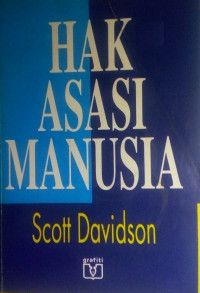 HAK
ASASI
MANUSIA
Scott Davidson
grafiti